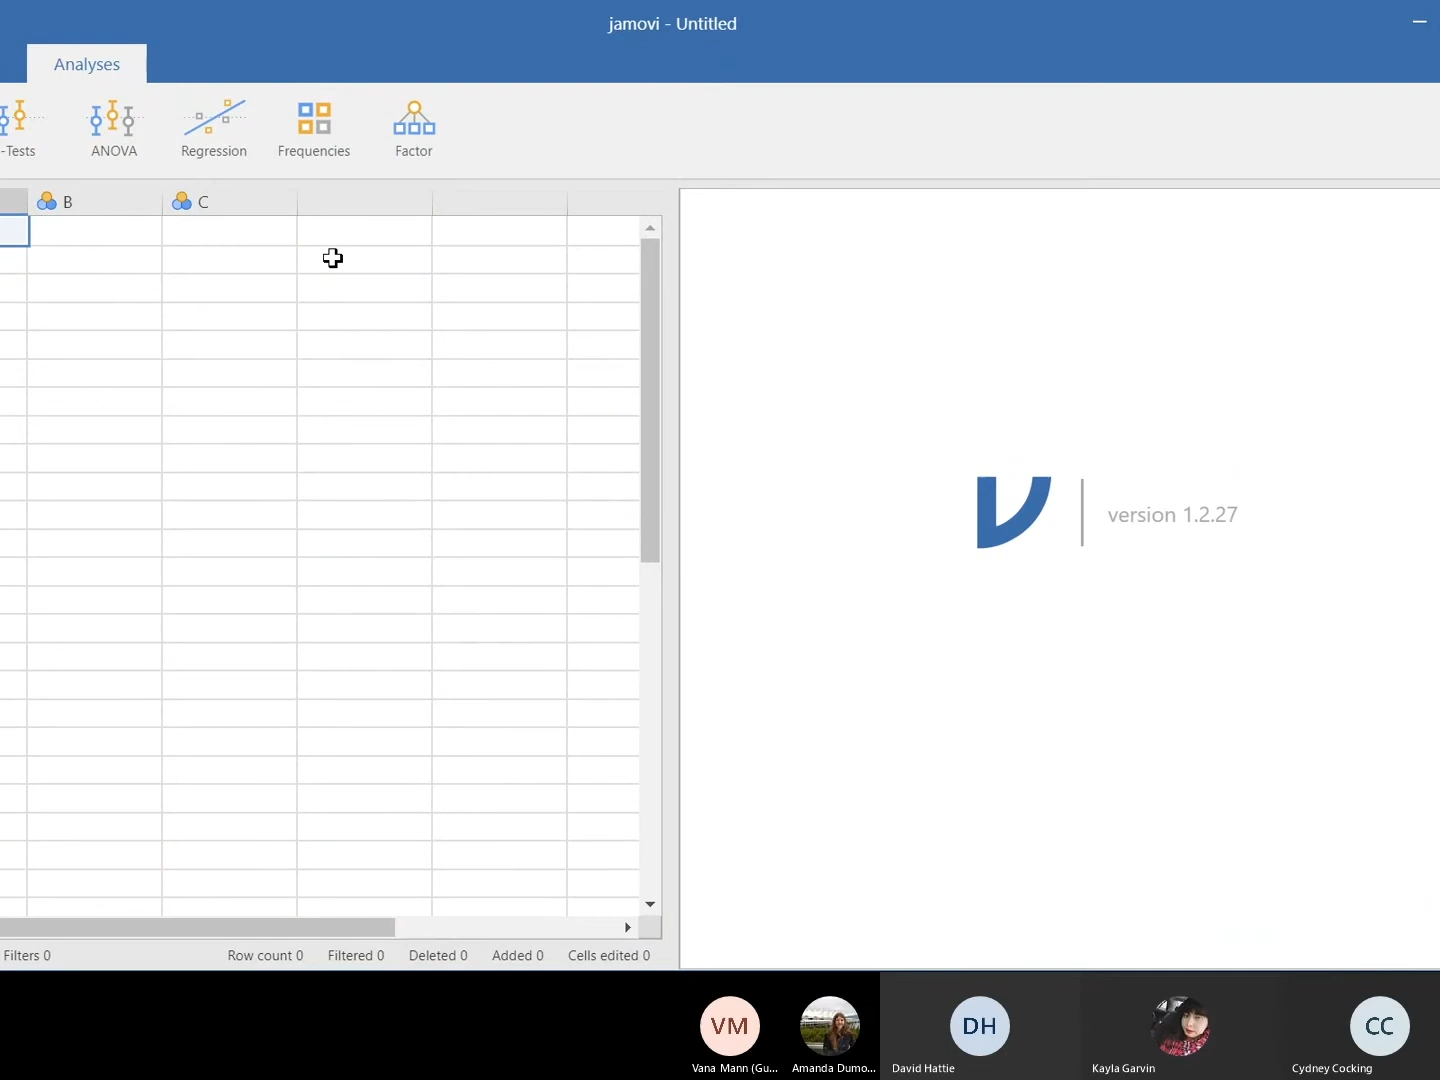 jamovi - Untitled
Analyses
-Tests
ANOVA
Regression
Frequencies
Factor
B
C
version 1.2.27
Filters 0
Row count 0
Filtered 0
Deleted 0
Added 0
Cells edited 0
VM
DH
CC
Vana Mann (Gu...
Amanda Dumo...
David Hattie
Kayla Garvin
Cydney Cocking